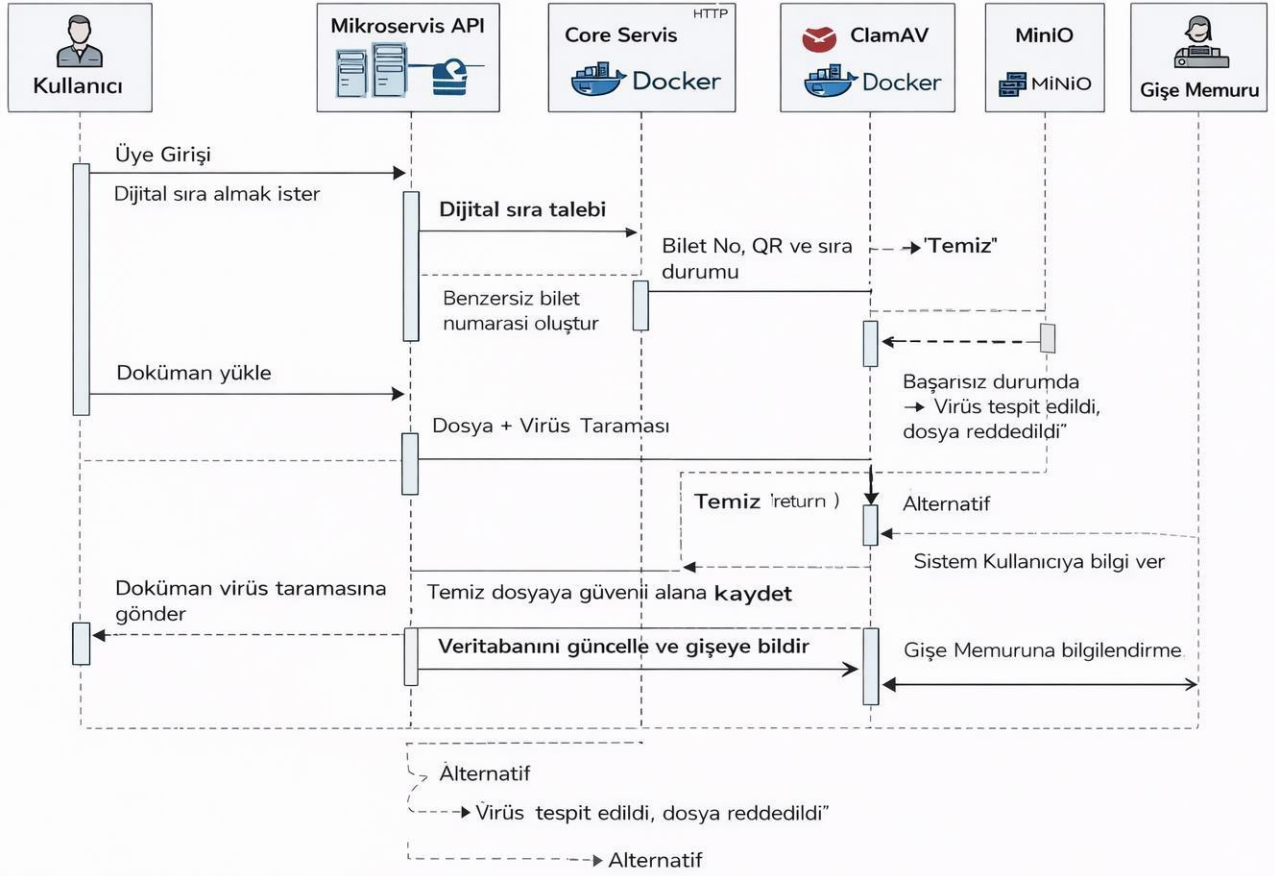 Kullanıcı
Mikroservis API
HTTP
Core Servis
Docker
ClamAV
Docker
MinIO
MiNiO
Gişe Memuru
Üye Girişi
Dijital sıra almak ister
Dijital sıra talebi
Bilet No, QR ve sıra
durumu
'Temiz"
Benzersiz bilet
numarasi oluştur
Doküman yükle
Başarısız durumda
→ Virüs tespit edildi,
dosya reddedildi”
Dosya + Virüs Taraması
Temiz 'return )
Alternatif
Sistem Kullanıcıya bilgi ver
Doküman virüs taramasına
gönder
Temiz dosyaya güvenli alana kaydet
Veritabanını güncelle ve gişeye bildir
Gişe Memuruna bilgilendirme
Alternatif
Virüs tespit edildi, dosya reddedildi”
Alternatif